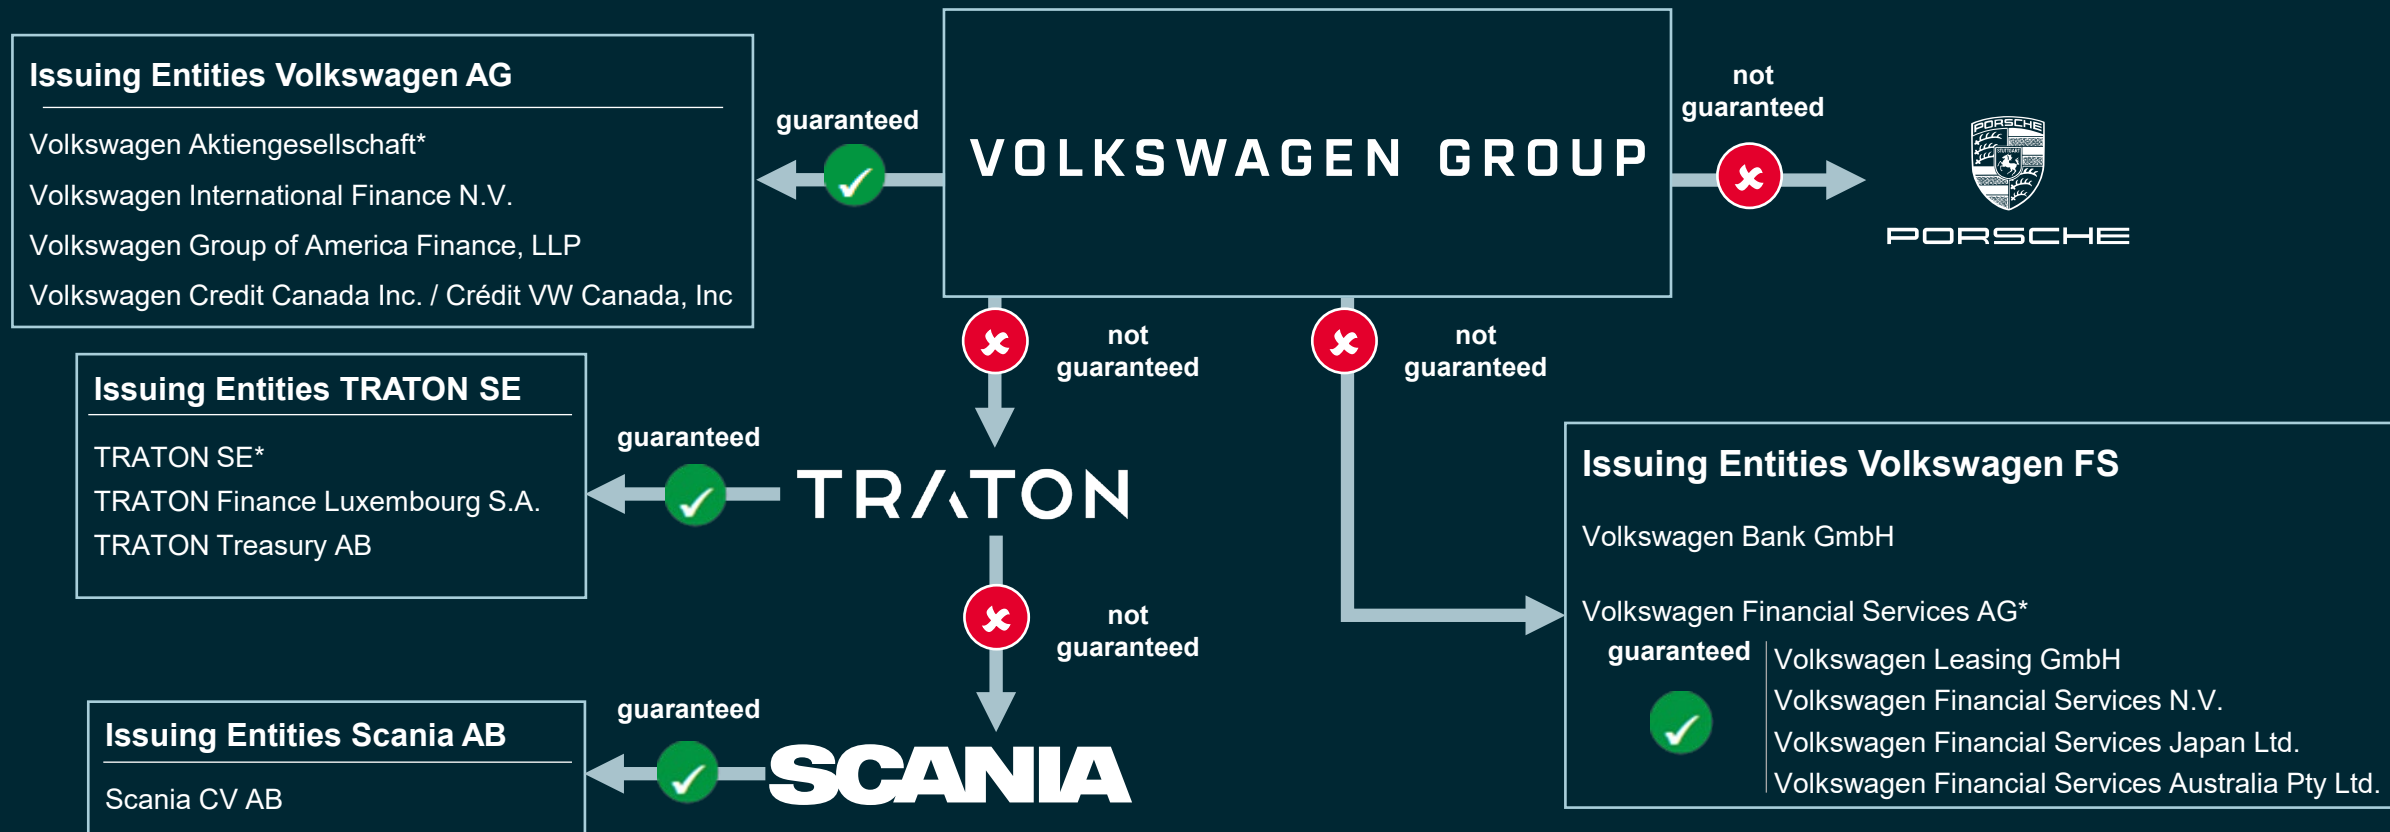 Issuing Entities Volkswagen AG
Volkswagen Aktiengesellschaft*
Volkswagen International Finance N.V.
Volkswagen Group of America Finance, LLP
Volkswagen Credit Canada Inc. / Crédit VW Canada, Inc
guaranteed
VOLKSWAGEN GROUP
not
guaranteed
PORSCHE
PORSCHE
not
guaranteed
not
guaranteed
Issuing Entities TRATON SE
TRATON SE*
TRATON Finance Luxembourg S.A.
TRATON Treasury AB
guaranteed
TRATON
not
guaranteed
Issuing Entities Scania AB
Scania CV AB
guaranteed
SCANIA
Issuing Entities Volkswagen FS
Volkswagen Bank GmbH
Volkswagen Financial Services AG*
guaranteed
Volkswagen Leasing GmbH
Volkswagen Financial Services N.V.
Volkswagen Financial Services Japan Ltd.
Volkswagen Financial Services Australia Pty Ltd.